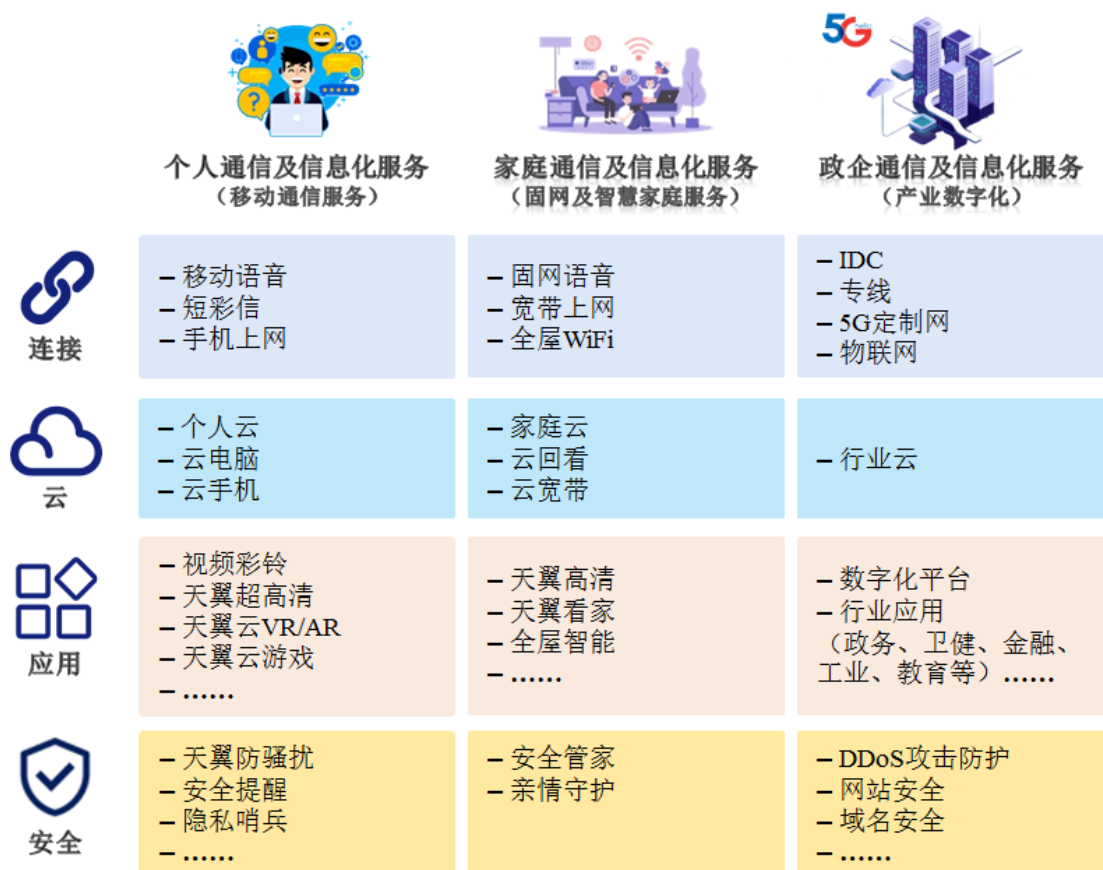 5G
hello
个人通信及信息化服务
(移动通信服务)
家庭通信及信息化服务
(固网及智慧家庭服务)
政企通信及信息化服务
(产业数字化)
连接
– 移动语音
– 短彩信
– 手机上网
– 固网语音
– 宽带上网
– 全屋WiFi
– IDC
– 专线
– 5G定制网
– 物联网
云
– 个人云
– 云电脑
– 云手机
– 家庭云
– 云回看
– 云宽带
– 行业云
应用
– 视频彩铃
– 天翼超高清
– 天翼云VR/AR
– 天翼云游戏
– ……
– 天翼高清
– 天翼看家
– 全屋智能
– ……
– 数字化平台
– 行业应用
（政务、卫健、金融、
工业、教育等）……
安全
– 天翼防骚扰
– 安全提醒
– 隐私哨兵
– ……
– 安全管家
– 亲情守护
– DDoS攻击防护
– 网站安全
– 域名安全
– ……